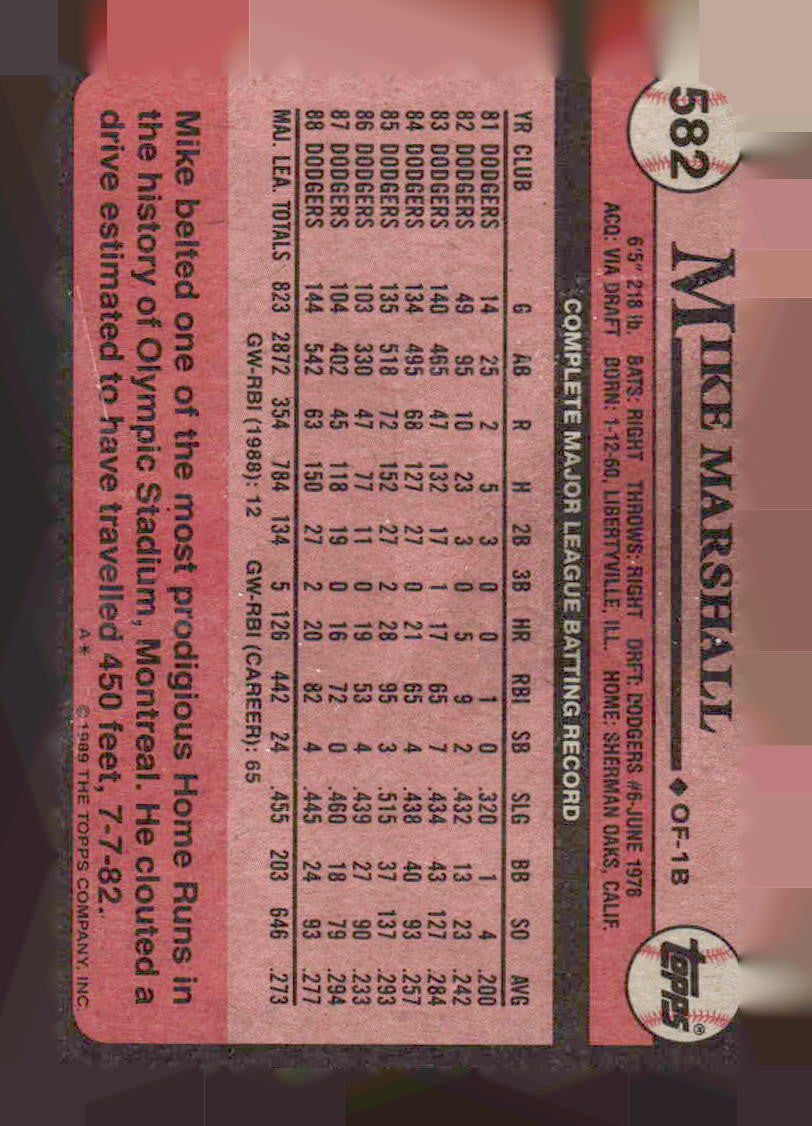 582
MIKE MARSHALL ◆ OF-1B
topps®
6'5" 218 lb. BATS: RIGHT THROWS: RIGHT DRFT: DODGERS #6-JUNE 1978
ACQ: VIA DRAFT BORN: 1-12-60, LIBERTYVILLE, ILL. HOME: SHERMAN OAKS, CALIF.
COMPLETE MAJOR LEAGUE BATTING RECORD
YR CLUB G AB R H 2B 3B HR RBI SB SLG BB SO AVG
81 DODGERS 14 25 2 5 3 0 0 1 0 .320 1 4 .200
82 DODGERS 49 95 10 23 3 0 5 9 2 .432 13 23 .242
83 DODGERS 140 465 47 132 17 1 17 65 7 .434 43 127 .284
84 DODGERS 134 495 68 127 27 0 21 65 4 .438 40 93 .257
85 DODGERS 135 518 72 152 27 2 28 95 3 .515 37 137 .293
86 DODGERS 103 330 47 77 11 0 19 53 4 .439 27 90 .233
87 DODGERS 104 402 45 118 19 0 16 72 0 .460 18 79 .294
88 DODGERS 144 542 63 150 27 2 20 82 4 .445 24 93 .277
MAJ. LEA. TOTALS 823 2872 354 784 134 5 126 442 24 .455 203 646 .273
GW-RBI (1988): 12 GW-RBI (CAREER): 65
Mike belted one of the most prodigious Home Runs in
the history of Olympic Stadium, Montreal. He clouted a
drive estimated to have travelled 450 feet, 7-7-82.
A* © 1989 THE TOPPS COMPANY, INC.